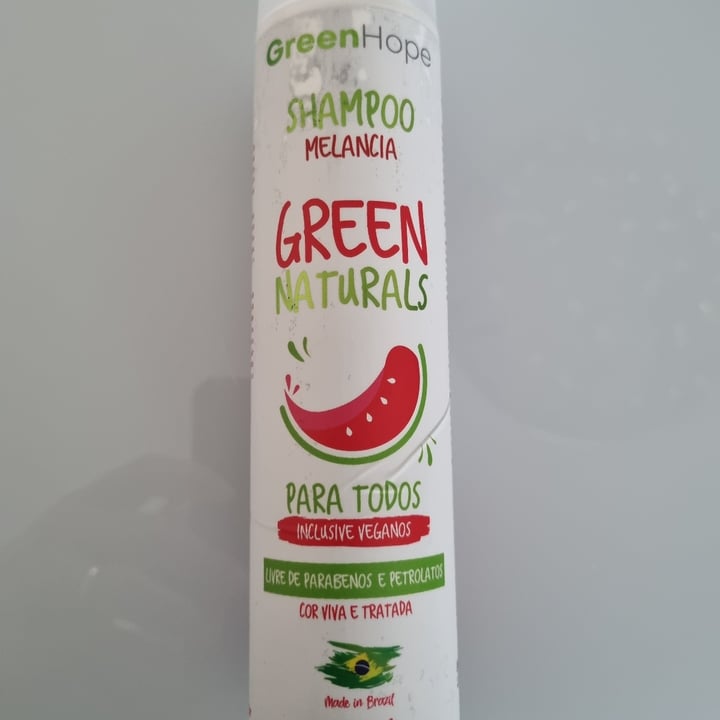 GreenHope
SHAMPOO
MELANCIA
GREEN
NATURALS
PARA TODOS
INCLUSIVE VEGANOS
LIVRE DE PARABENOS E PETROLATOS
COR VIVA E TRATADA
Made in Brazil